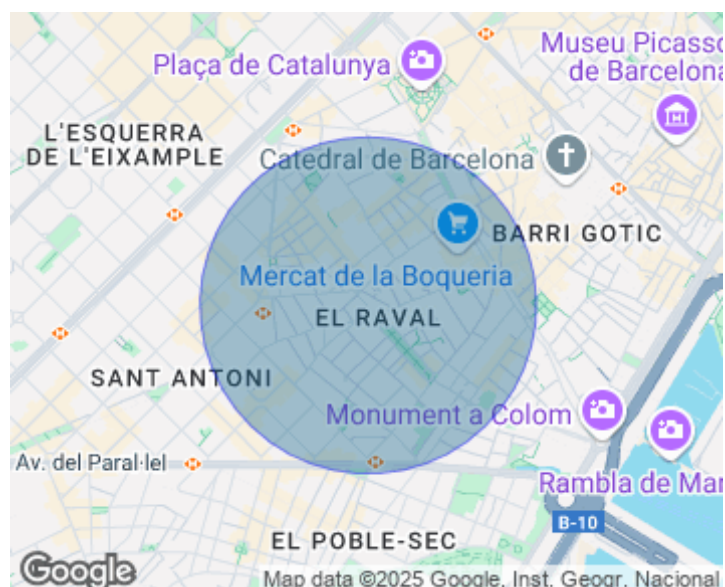 Museu Picasso
de Barcelona
Plaça de Catalunya
L'ESQUERRA
DE L'EIXAMPLE
Catedral de Barcelona
BARRI GOTIC
Mercat de la Boqueria
EL RAVAL
SANT ANTONI
Monument a Colom
Av. del Paral·lel
Rambla de Mar
B-10
EL POBLE-SEC
Google
Map data ©2025 Google, Inst. Geogr. Nacional